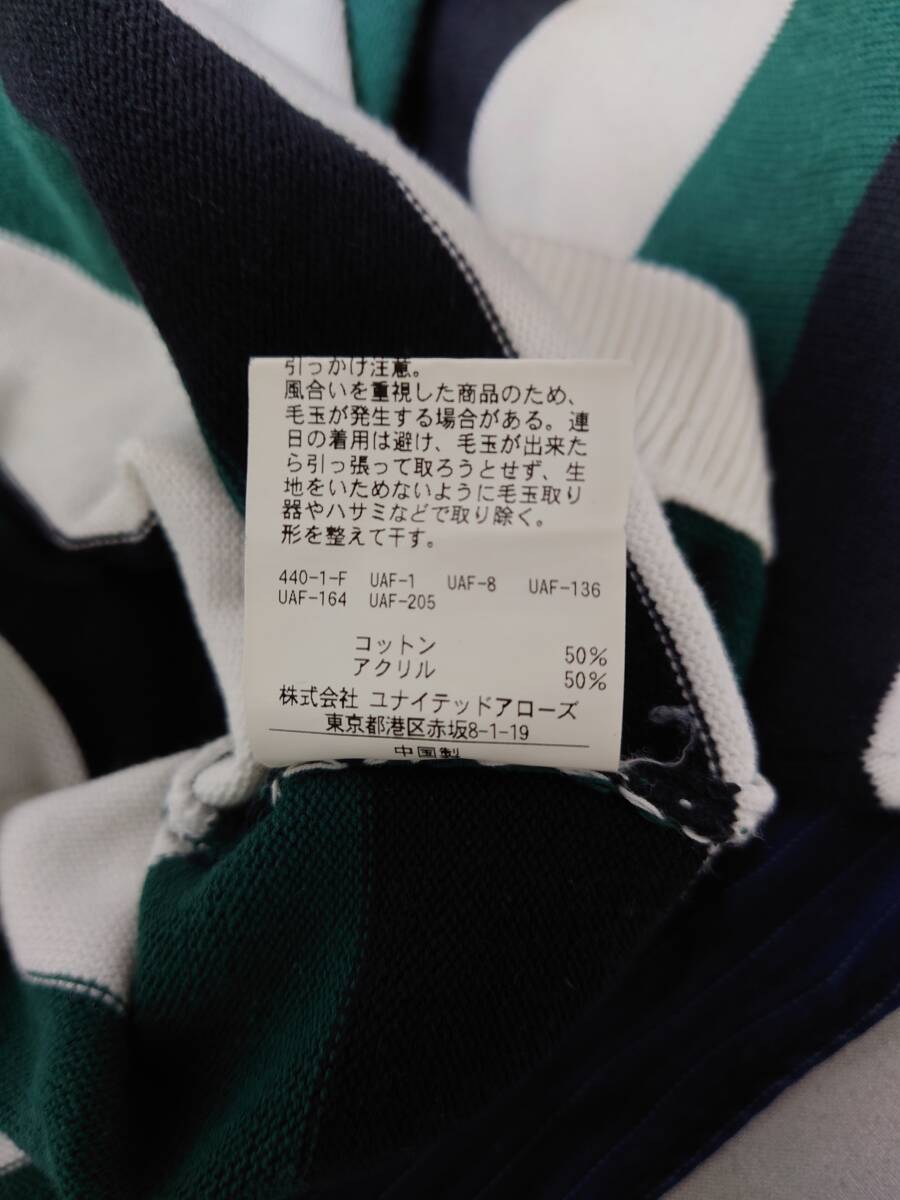 引っかけ注意。
風合いを重視した商品のため、
毛玉が発生する場合がある。連
日の着用は避け、毛玉が出来た
ら引っ張って取ろうとせず、生
地をいためないように毛玉取り
器やハサミなどで取り除く。
形を整えて干す。
440-1-F UAF-1 UAF-8 UAF-136
UAF-164 UAF-205
コットン 50%
アクリル 50%
株式会社 ユナイテッドアローズ
東京都港区赤坂8-1-19
中国製